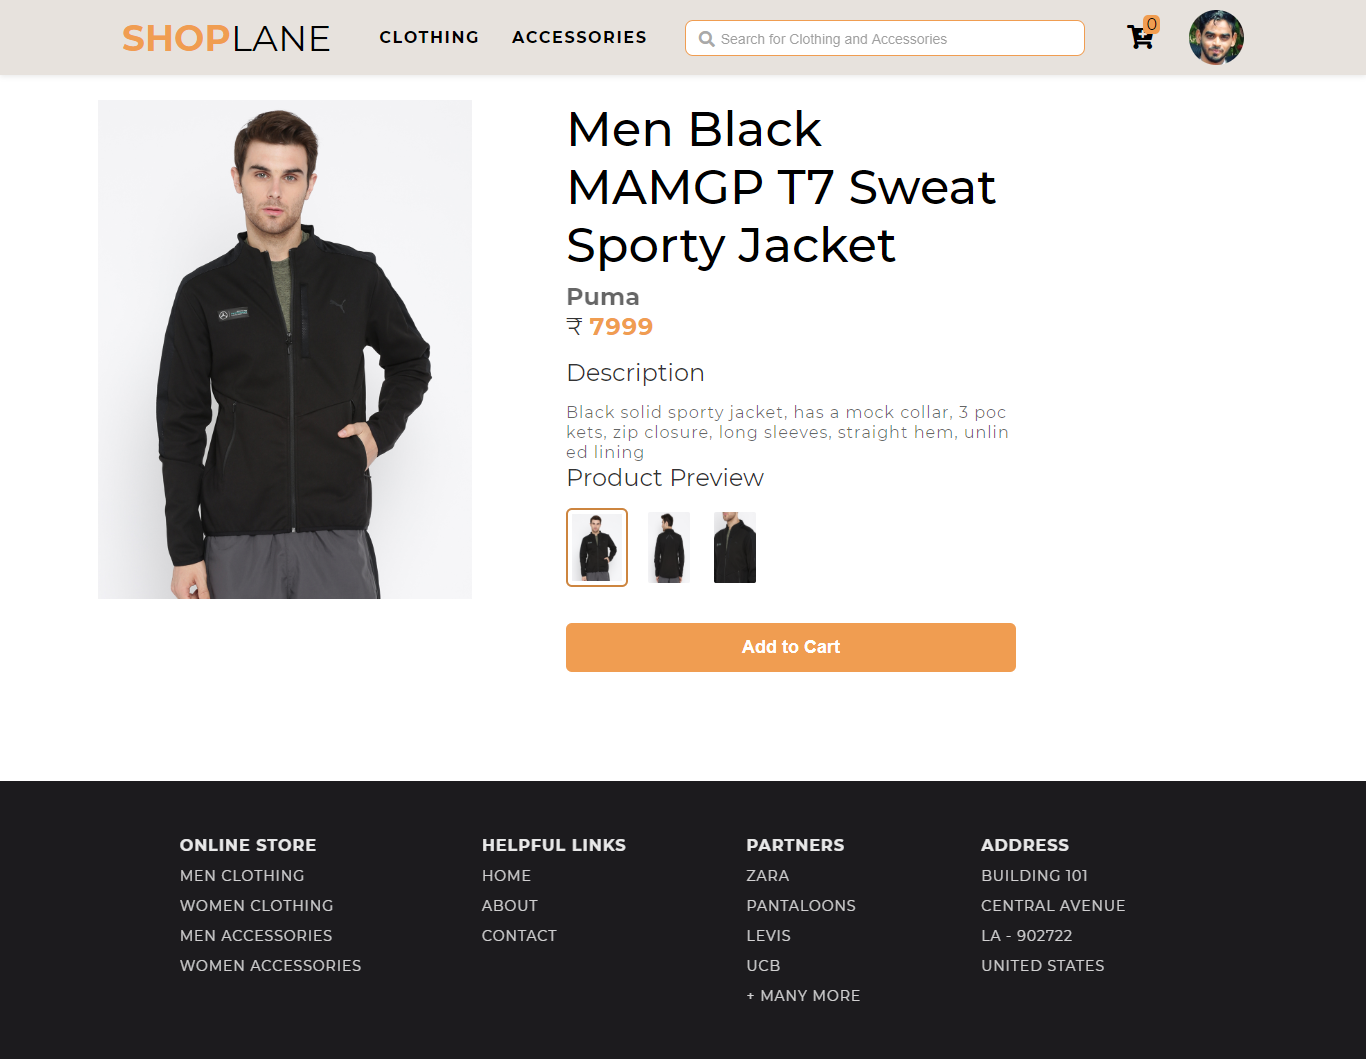 SHOPLANE
CLOTHING
ACCESSORIES
Search for Clothing and Accessories
0
Men Black
MAMGP T7 Sweat
Sporty Jacket
Puma
₹ 7999
Description
Black solid sporty jacket, has a mock collar, 3 poc
kets, zip closure, long sleeves, straight hem, unlin
ed lining
Product Preview
Add to Cart
ONLINE STORE
MEN CLOTHING
WOMEN CLOTHING
MEN ACCESSORIES
WOMEN ACCESSORIES
HELPFUL LINKS
HOME
ABOUT
CONTACT
PARTNERS
ZARA
PANTALOONS
LEVIS
UCB
+ MANY MORE
ADDRESS
BUILDING 101
CENTRAL AVENUE
LA - 902722
UNITED STATES